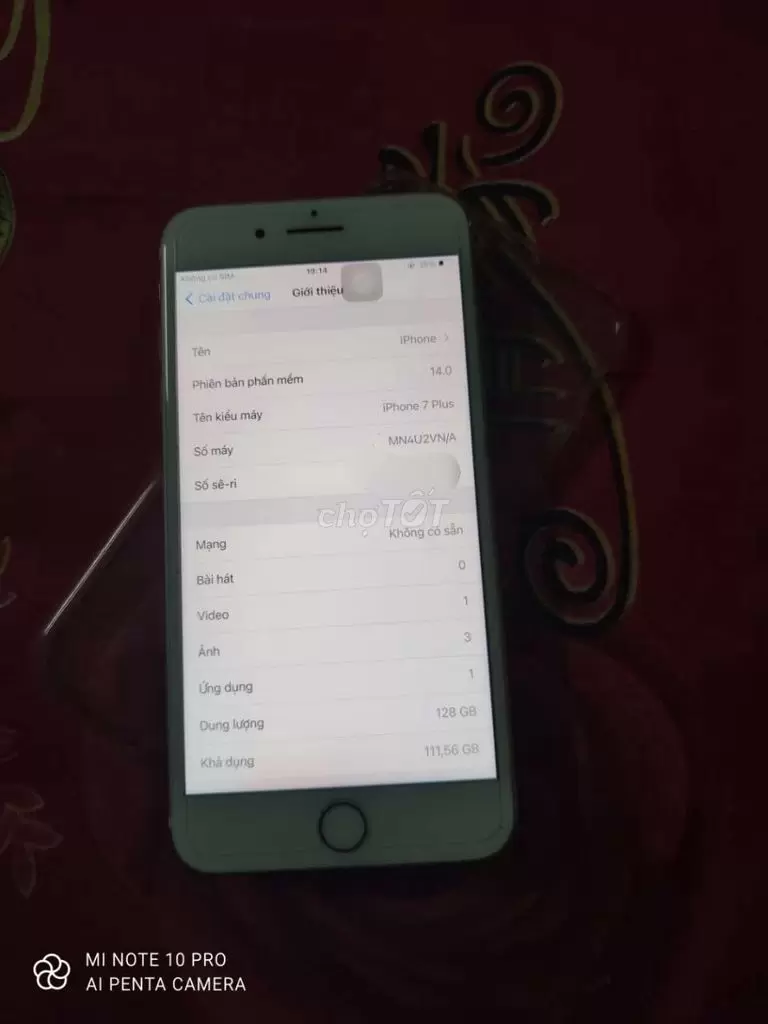 Không có SIM 19:14
Cài đặt chung Giới thiệu
Tên iPhone
Phiên bản phần mềm 14.0
Tên kiểu máy iPhone 7 Plus
Số máy MN4U2VN/A
Số sê-ri
chợTỐT
Mạng Không có sẵn
Bài hát 0
Video 1
Ảnh 3
Ứng dụng 1
Dung lượng 128 GB
Khả dụng 111,56 GB
MI NOTE 10 PRO
AI PENTA CAMERA